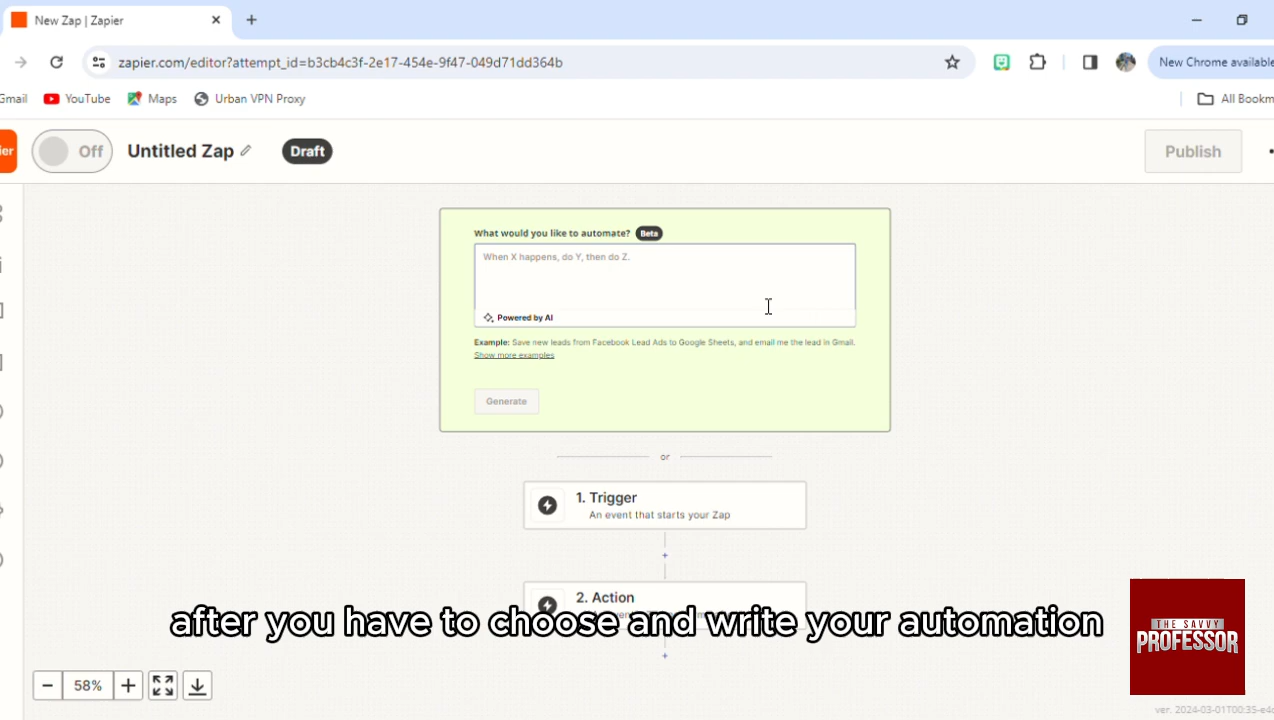 New Zap | Zapier
zapier.com/editor?attempt_id=b3cb4c3f-2e17-454e-9f47-049d71dd364b
New Chrome available
Gmail
YouTube
Maps
Urban VPN Proxy
All Bookm
ier
Off
Untitled Zap
Draft
Publish
What would you like to automate? Beta
When X happens, do Y, then do Z.
Powered by AI
Example: Save new leads from Facebook Lead Ads to Google Sheets, and email me the lead in Gmail.
Show more examples
Generate
or
1. Trigger
An event that starts your Zap
2. Action
after you have to choose and write your automation
THE SAVVY
PROFESSOR
58%
ver. 2024-03-01T00:35-e4c